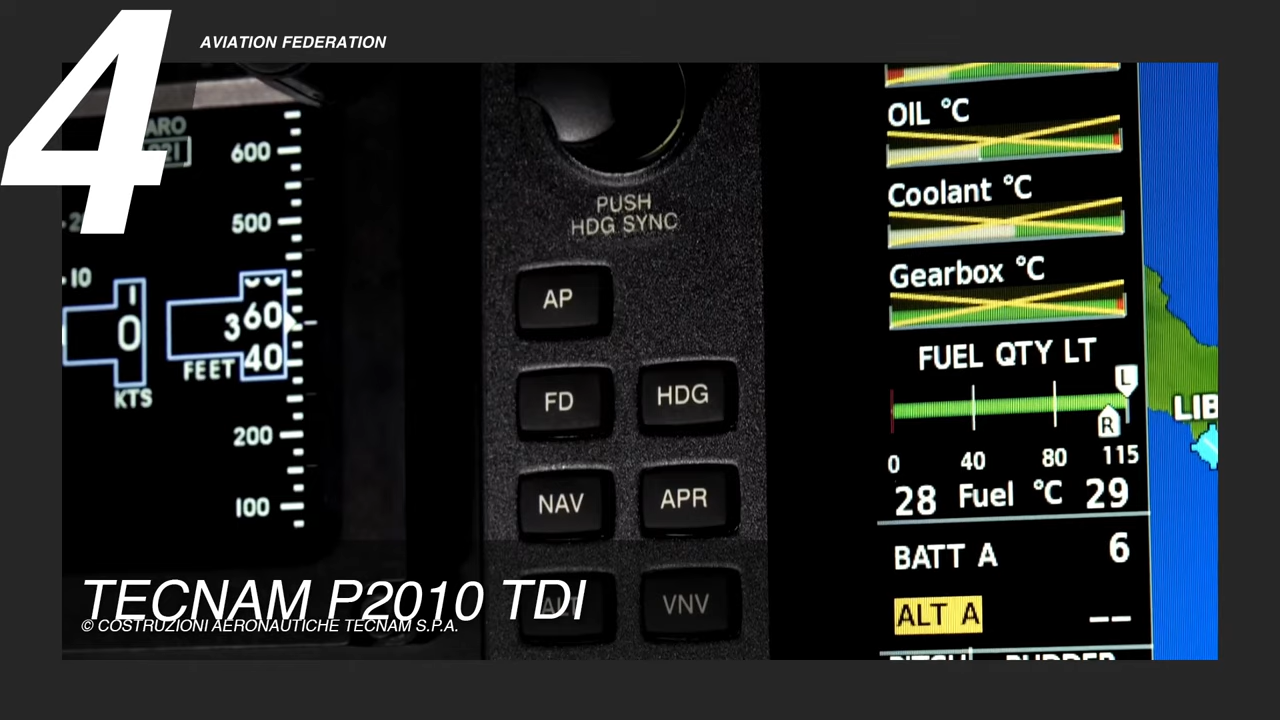 4
AVIATION FEDERATION
600
500
10
0
KTS
3 60
40
FEET
200
100
PUSH
HDG SYNC
AP
FD HDG
NAV APR
VNV
OIL °C
Coolant °C
Gearbox °C
FUEL QTY LT
L
R
0 40 80 115
28 Fuel °C 29
BATT A 6
ALT A --
LIB
TECNAM P2010 TDI
© COSTRUZIONI AERONAUTICHE TECNAM S.P.A.